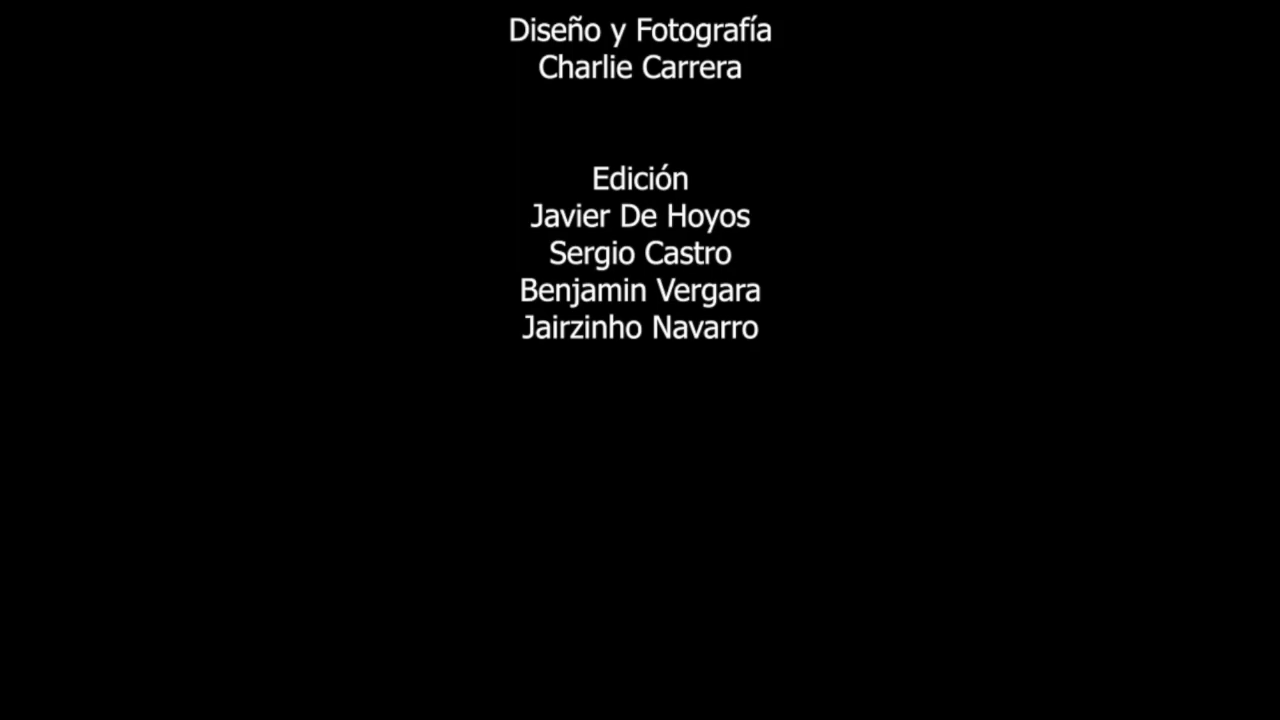 Diseño y Fotografía
Charlie Carrera
Edición
Javier De Hoyos
Sergio Castro
Benjamin Vergara
Jairzinho Navarro